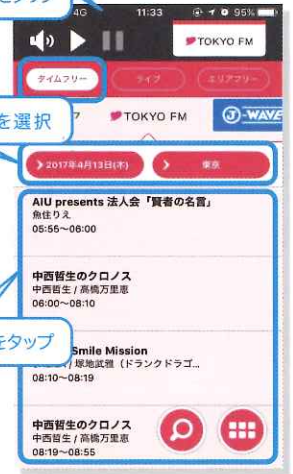 をタップ
4G 11:33 95%
TOKYO FM
タイムフリー ライブ エリアフリー
を選択
7 TOKYO FM J-WAVE
2017年4月13日(木) 東京
AIU presents 法人会「賢者の名言」
魚住りえ
05:55〜06:00
中西哲生のクロノス
中西哲生 / 高橋万里恵
06:00〜08:10
をタップ
Smile Mission
/ 塚地武雅（ドランクドラゴ...
08:10〜08:19
中西哲生のクロノス
中西哲生 / 高橋万里恵
08:19〜08:55